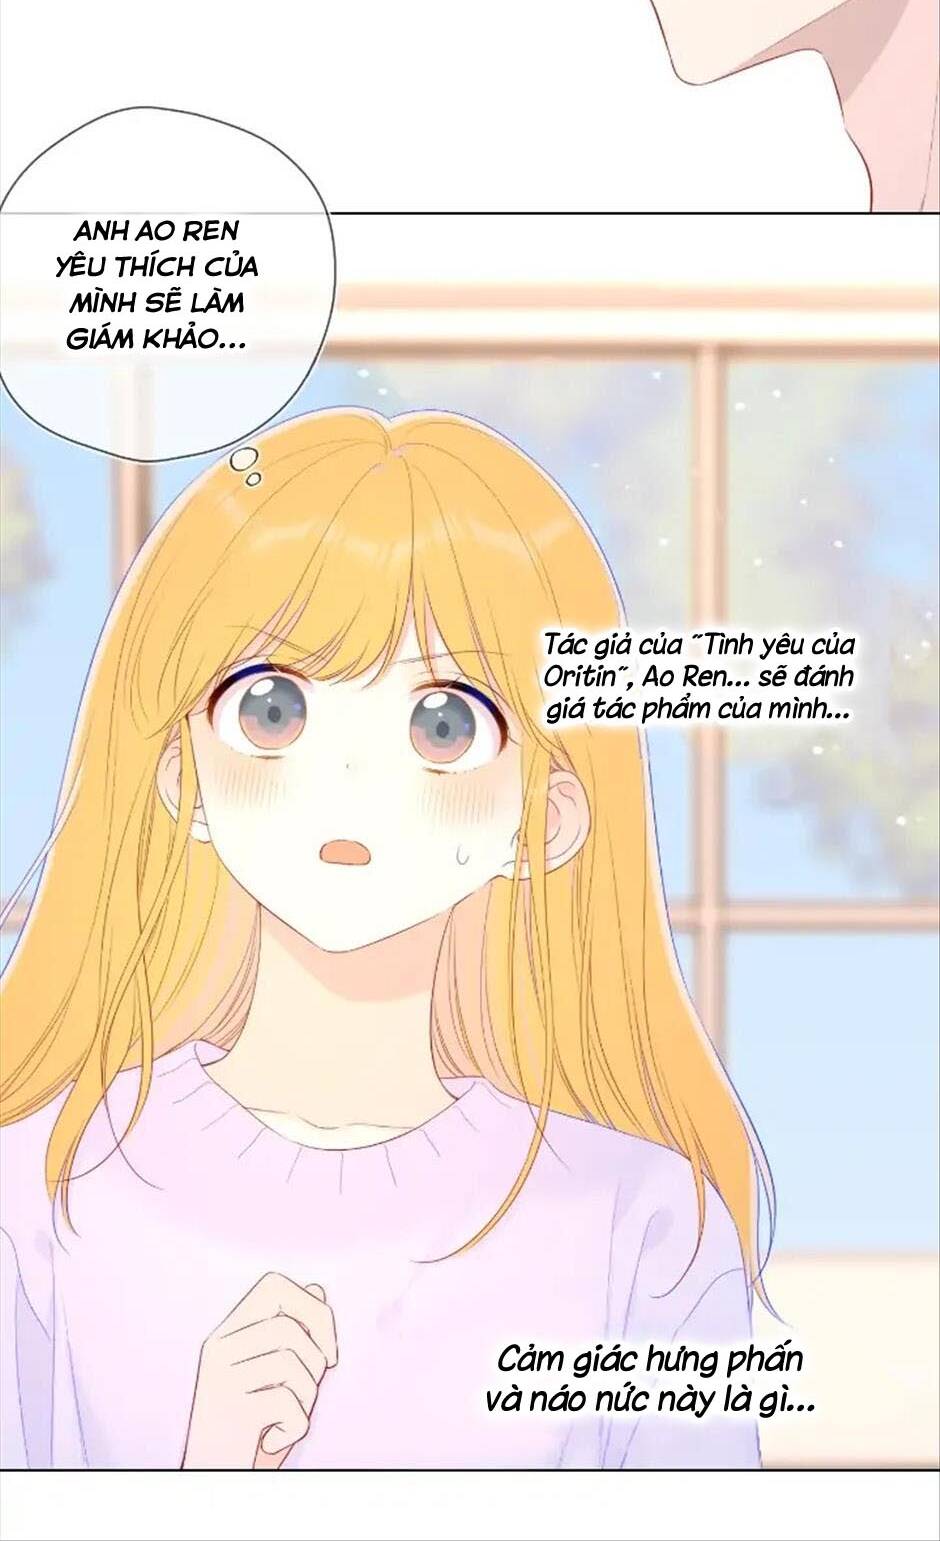 ANH AO REN
YÊU THÍCH CỦA
MÌNH SẼ LÀM
GIÁM KHẢO...
Tác giả của "Tình yêu của
Oritin", Ao Ren... sẽ đánh
giá tác phẩm của mình...
Cảm giác hưng phấn
và náo nức này là gì...